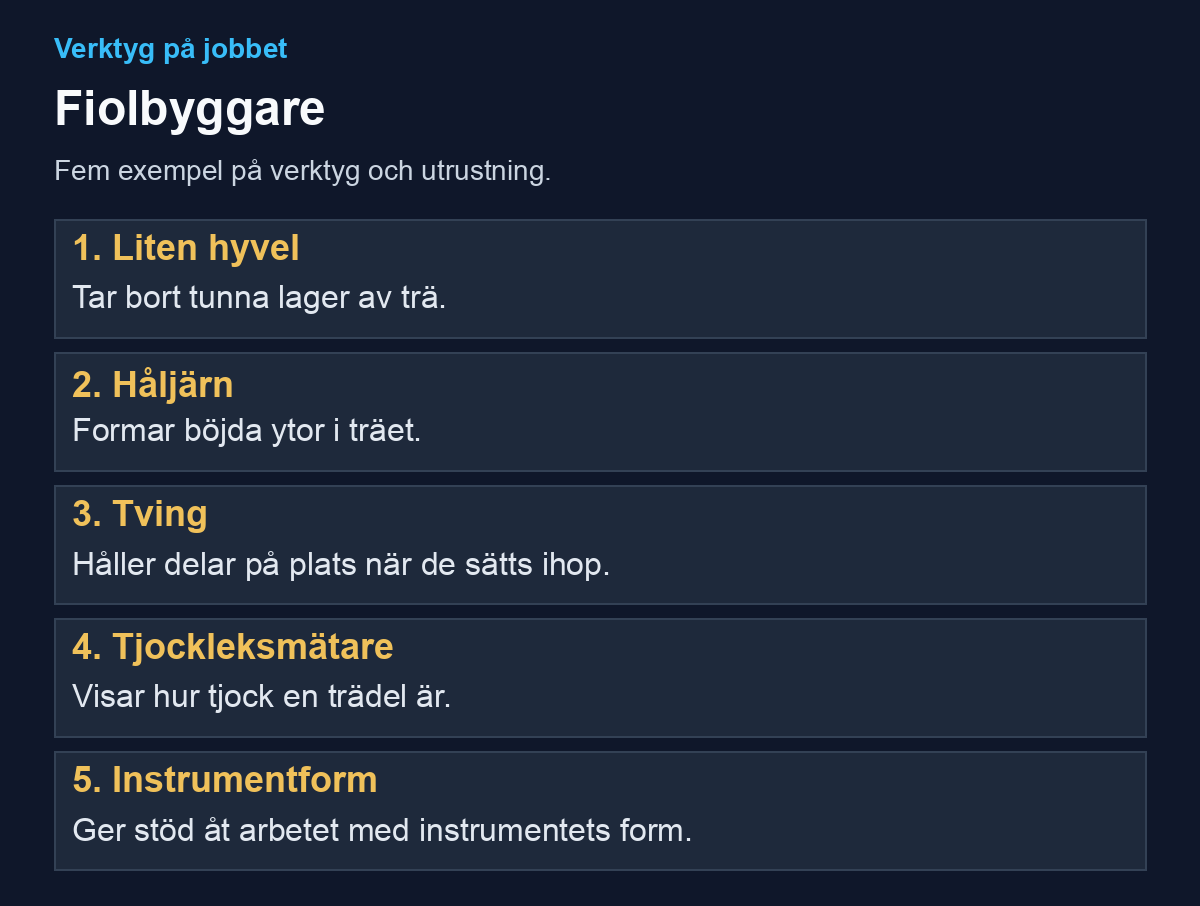 Verktyg på jobbet
Fiolbyggare
Fem exempel på verktyg och utrustning.
1. Liten hyvel
Tar bort tunna lager av trä.
2. Håljärn
Formar böjda ytor i träet.
3. Tving
Håller delar på plats när de sätts ihop.
4. Tjockleksmätare
Visar hur tjock en trädel är.
5. Instrumentform
Ger stöd åt arbetet med instrumentets form.